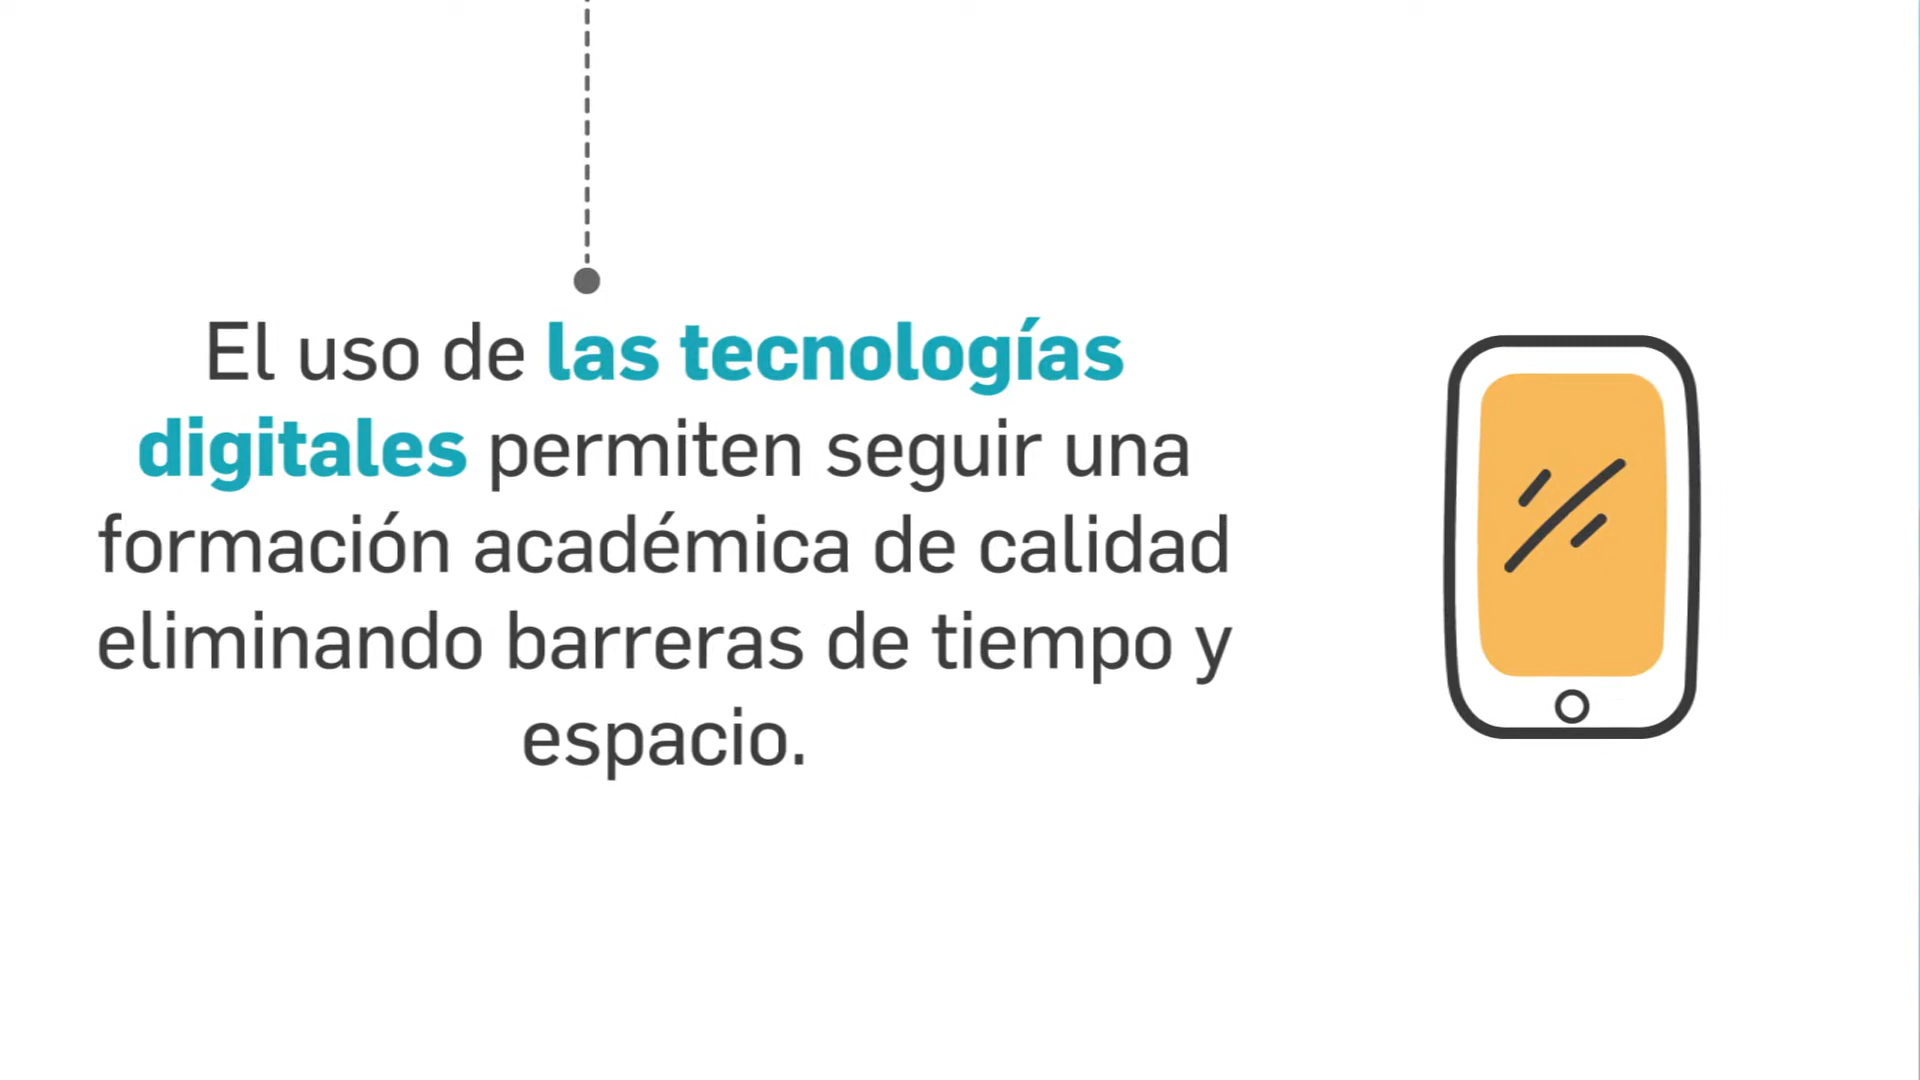 El uso de las tecnologías
digitales permiten seguir una
formación académica de calidad
eliminando barreras de tiempo y
espacio.